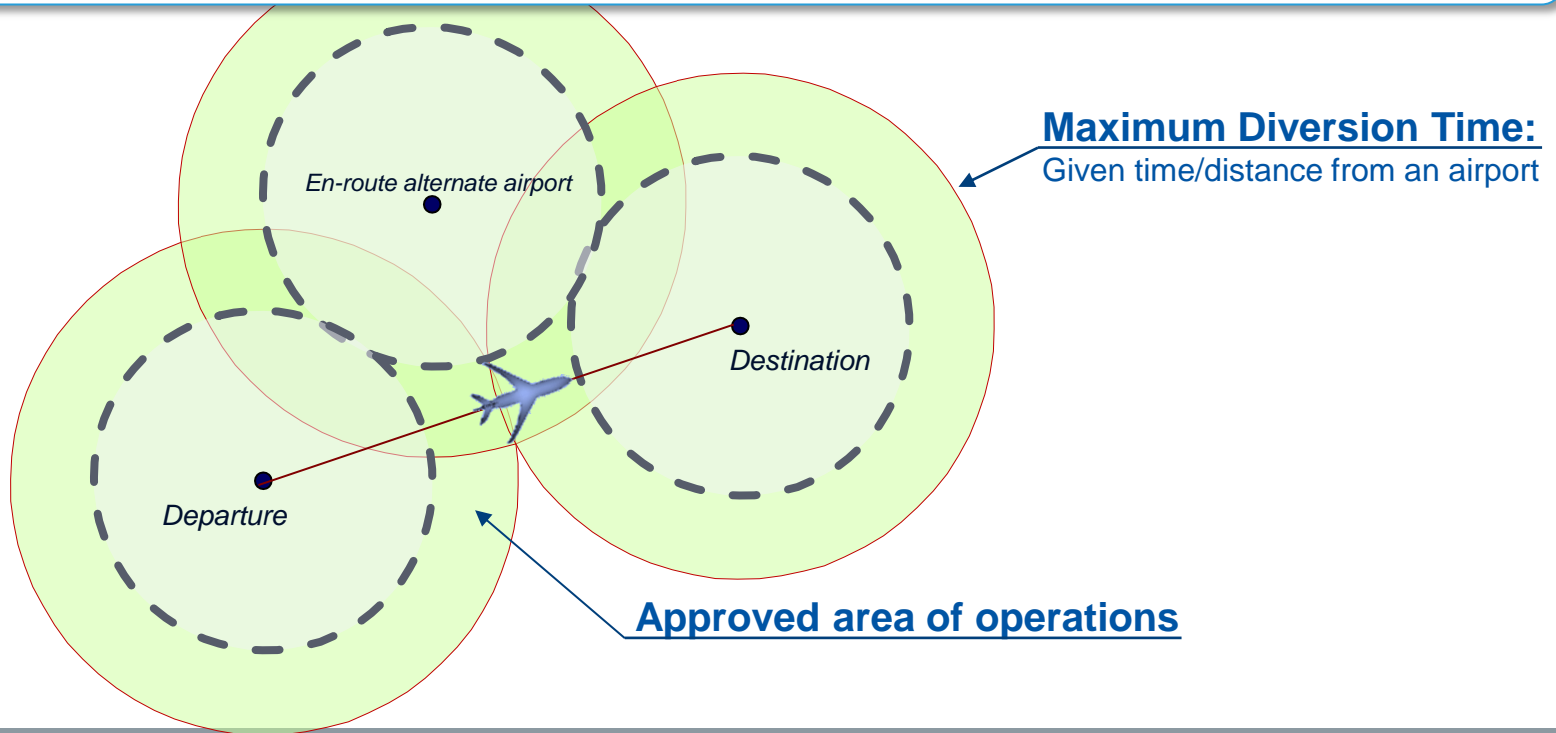 Maximum Diversion Time:
Given time/distance from an airport
En-route alternate airport
Destination
Departure
Approved area of operations